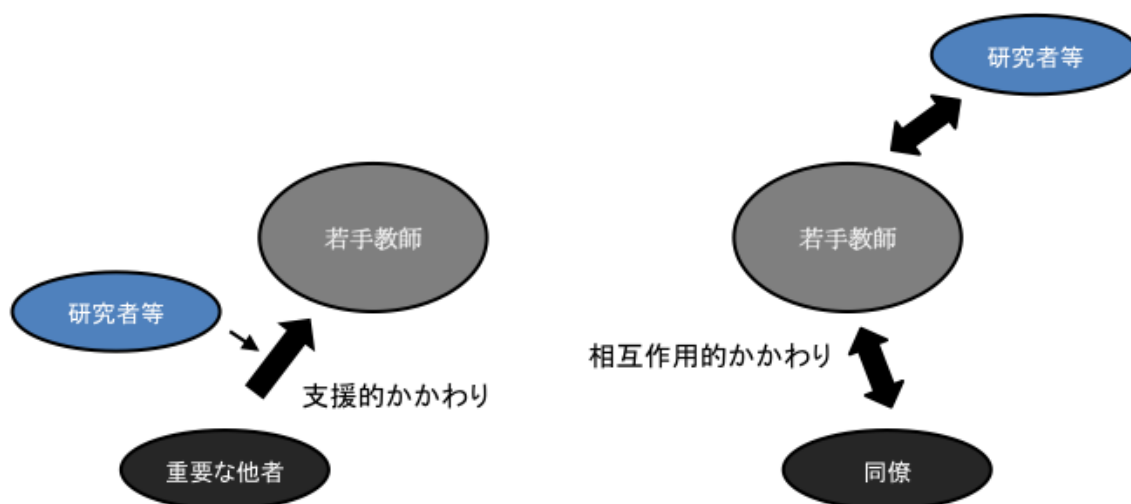 研究者等
若手教師
研究者等
支援的かかわり
重要な他者
若手教師
相互作用的かかわり
同僚